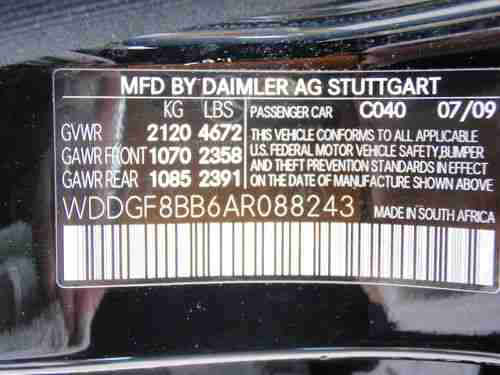 MFD BY DAIMLER AG STUTTGART
KG LBS PASSENGER CAR C040 07/09
GVWR 2120 4672 THIS VEHICLE CONFORMS TO ALL APPLICABLE
GAWR FRONT 1070 2358 U.S. FEDERAL MOTOR VEHICLE SAFETY, BUMPER
GAWR REAR 1085 2391 AND THEFT PREVENTION STANDARDS IN EFFECT
ON THE DATE OF MANUFACTURE SHOWN ABOVE.
WDDGF8BB6AR088243 MADE IN SOUTH AFRICA